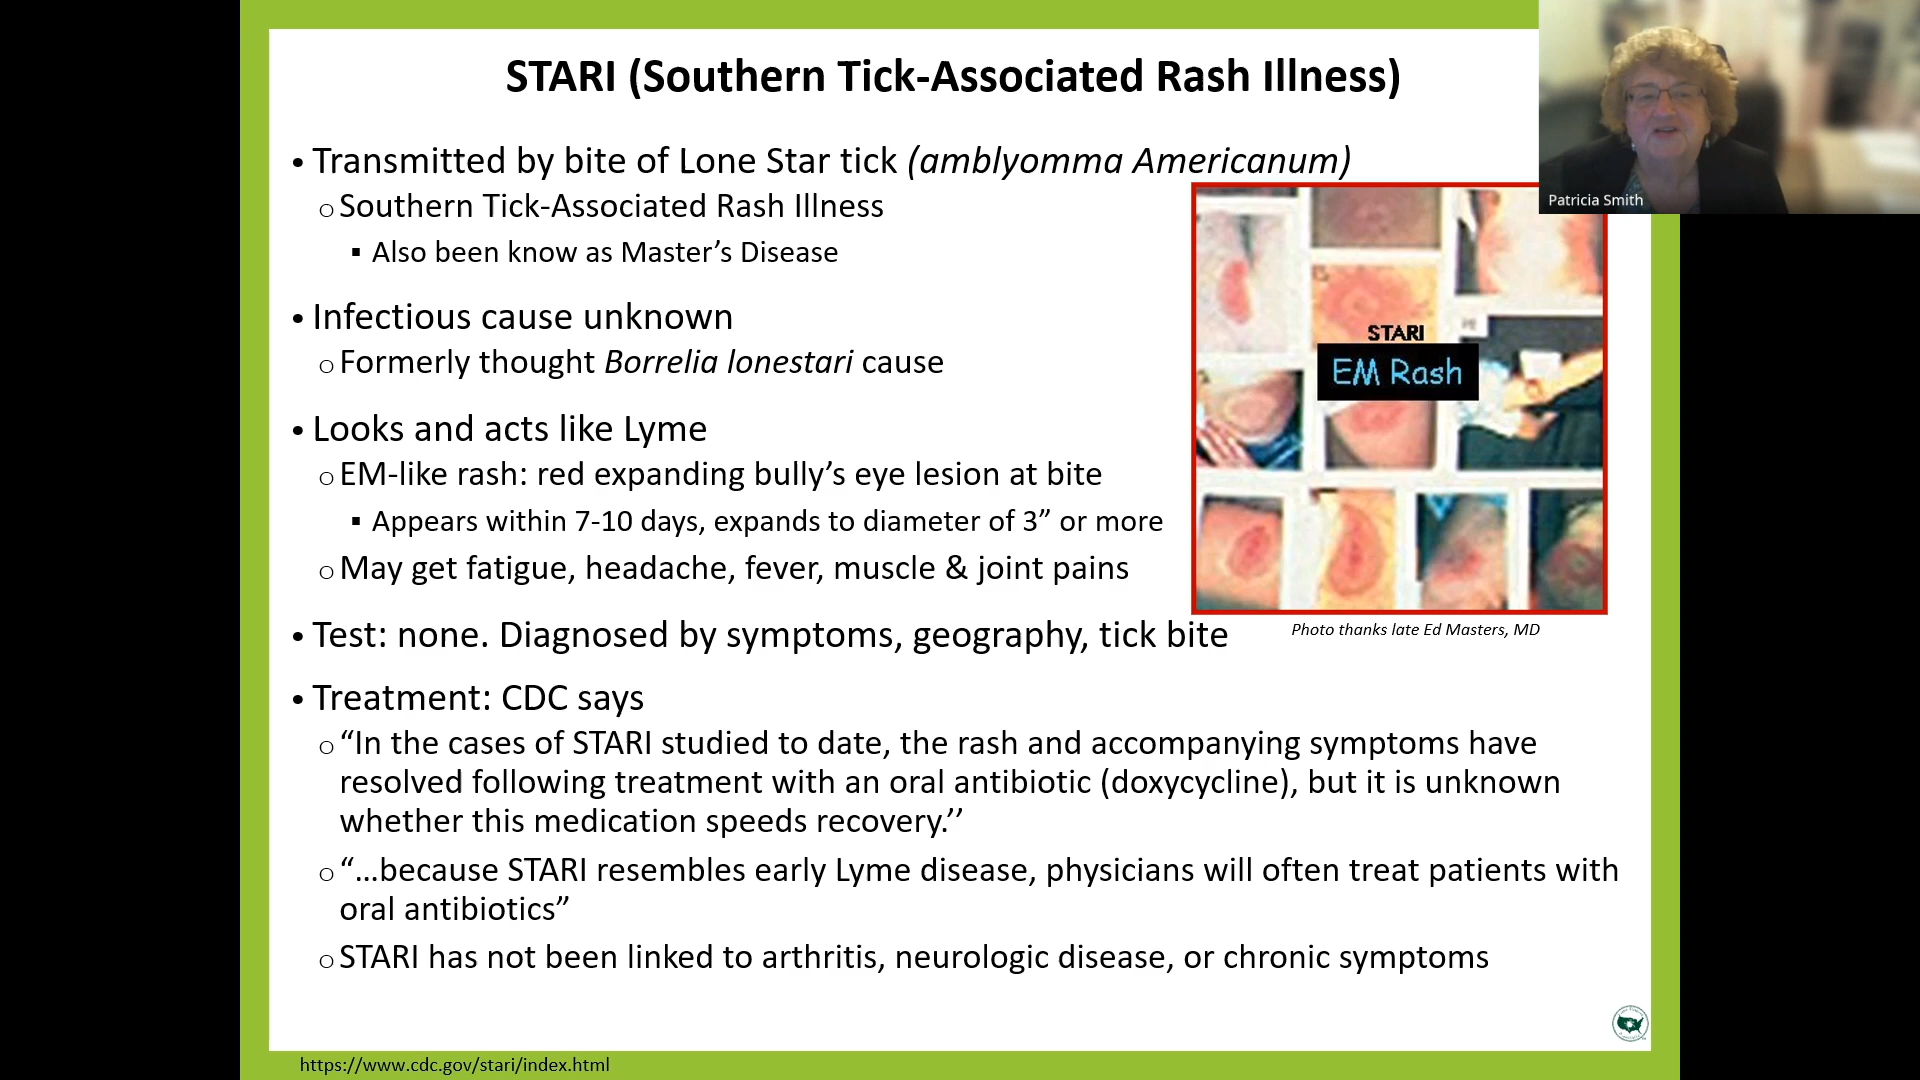 STARI (Southern Tick-Associated Rash Illness)
Patricia Smith
• Transmitted by bite of Lone Star tick (amblyomma Americanum)
o Southern Tick-Associated Rash Illness
▪ Also been know as Master’s Disease
• Infectious cause unknown
o Formerly thought Borrelia lonestari cause
• Looks and acts like Lyme
o EM-like rash: red expanding bully’s eye lesion at bite
▪ Appears within 7-10 days, expands to diameter of 3” or more
o May get fatigue, headache, fever, muscle & joint pains
STARI
EM Rash
Photo thanks late Ed Masters, MD
• Test: none. Diagnosed by symptoms, geography, tick bite
• Treatment: CDC says
o “In the cases of STARI studied to date, the rash and accompanying symptoms have
resolved following treatment with an oral antibiotic (doxycycline), but it is unknown
whether this medication speeds recovery.’’
o “…because STARI resembles early Lyme disease, physicians will often treat patients with
oral antibiotics”
o STARI has not been linked to arthritis, neurologic disease, or chronic symptoms
https://www.cdc.gov/stari/index.html